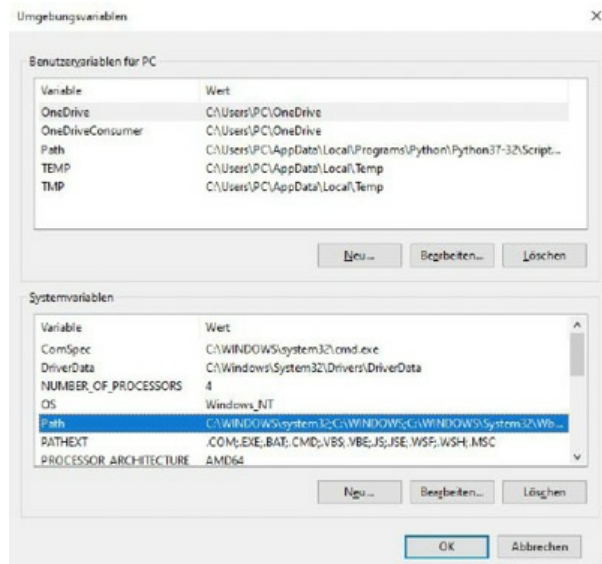 Umgebungsvariablen
Benutzervariablen für PC
Variable Wert
OneDrive C:\Users\PC\OneDrive
OneDriveConsumer C:\Users\PC\OneDrive
Path C:\Users\PC\AppData\Local\Programs\Python\Python37-32\Script...
TEMP C:\Users\PC\AppData\Local\Temp
TMP C:\Users\PC\AppData\Local\Temp
Neu... Bearbeiten... Löschen
Systemvariablen
Variable Wert
ComSpec C:\WINDOWS\system32\cmd.exe
DriverData C:\Windows\System32\Drivers\DriverData
NUMBER_OF_PROCESSORS 4
OS Windows_NT
Path C:\WINDOWS\system32;C:\WINDOWS;C:\WINDOWS\System32\Wb...
PATHEXT .COM;.EXE;.BAT;.CMD;.VBS;.VBE;.JS;.JSE;.WSF;.WSH;.MSC
PROCESSOR_ARCHITECTURE AMD64
Neu... Bearbeiten... Löschen
OK Abbrechen